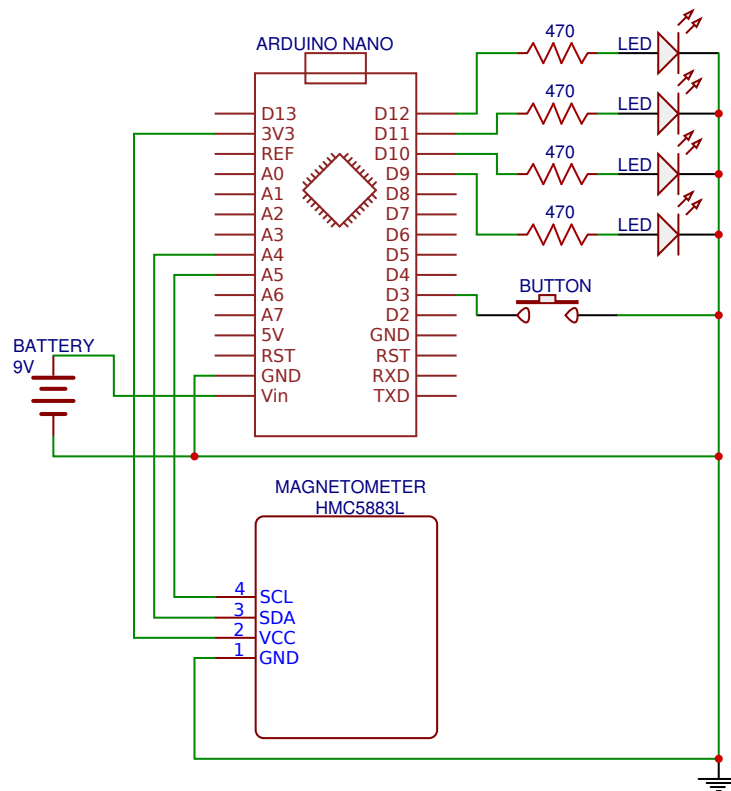 ARDUINO NANO
470
LED
470
LED
470
LED
470
LED
D13
3V3
REF
A0
A1
A2
A3
A4
A5
A6
A7
5V
RST
GND
Vin
D12
D11
D10
D9
D8
D7
D6
D5
D4
D3
D2
GND
RST
RXD
TXD
BUTTON
BATTERY
9V
MAGNETOMETER
HMC5883L
4 SCL
3 SDA
2 VCC
1 GND